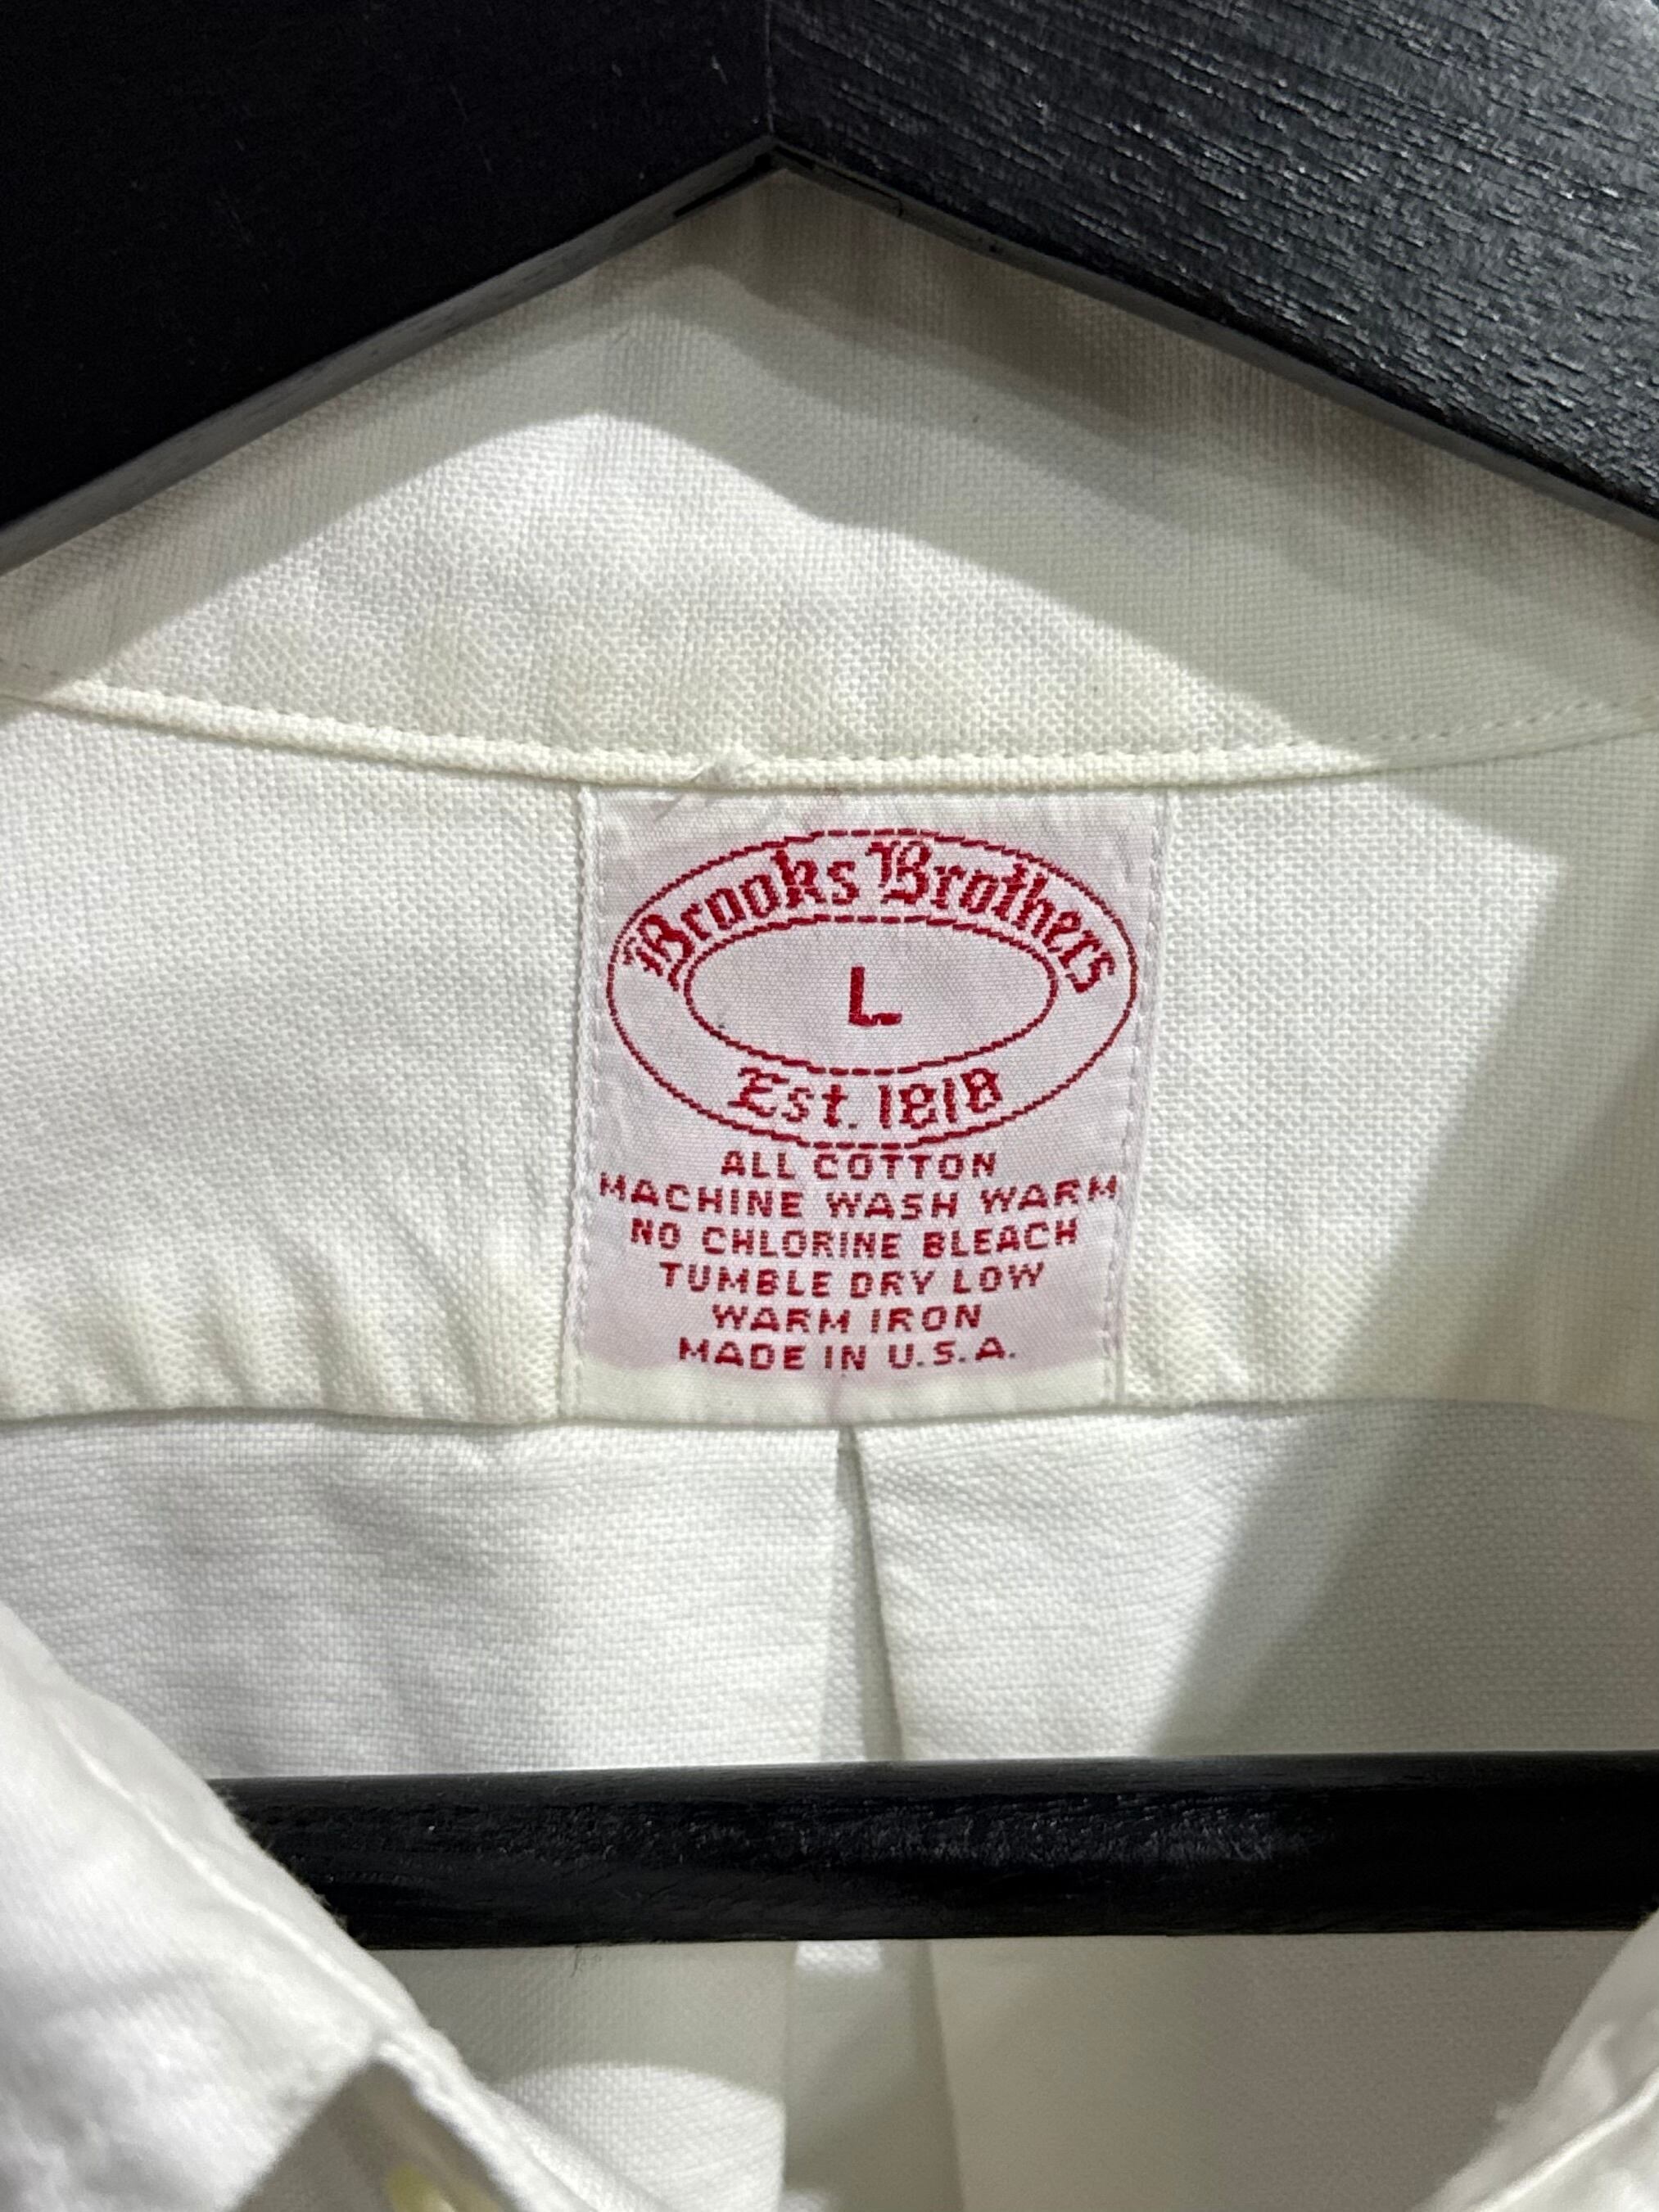 Brooks Brothers
L
Est. 1818
ALL COTTON
MACHINE WASH WARM
NO CHLORINE BLEACH
TUMBLE DRY LOW
WARM IRON
MADE IN U.S.A.